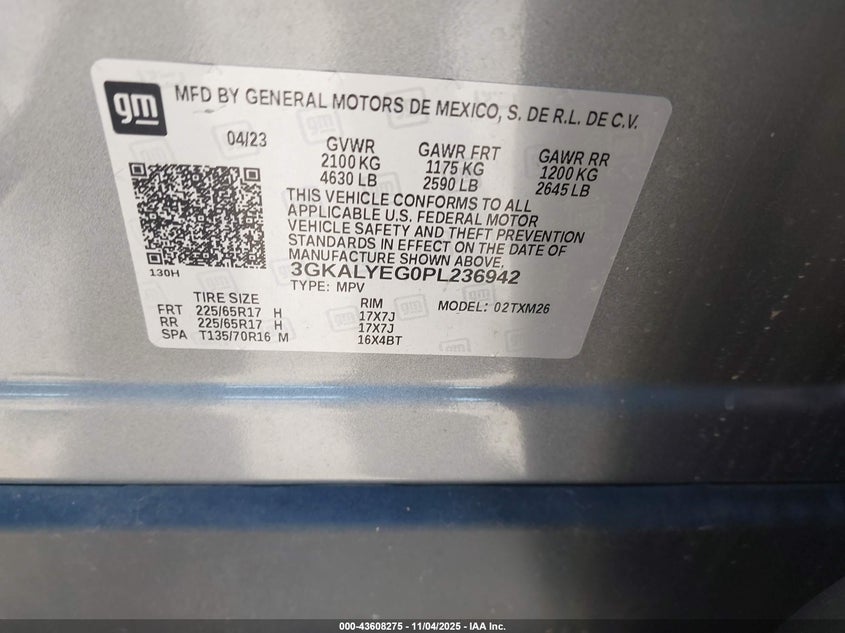 gm MFD BY GENERAL MOTORS DE MEXICO, S. DE R.L. DE C.V.
04/23 GVWR GAWR FRT GAWR RR
2100 KG 1175 KG 1200 KG
4630 LB 2590 LB 2645 LB
THIS VEHICLE CONFORMS TO ALL
APPLICABLE U.S. FEDERAL MOTOR
VEHICLE SAFETY AND THEFT PREVENTION
STANDARDS IN EFFECT ON THE DATE OF
MANUFACTURE SHOWN ABOVE.
130H 3GKALYEG0PL236942
TYPE: MPV
TIRE SIZE RIM MODEL: 02TXM26
FRT 225/65R17 H 17X7J
RR 225/65R17 H 17X7J
SPA T135/70R16 M 16X4BT
000-43608275 - 11/04/2025 - IAA Inc.